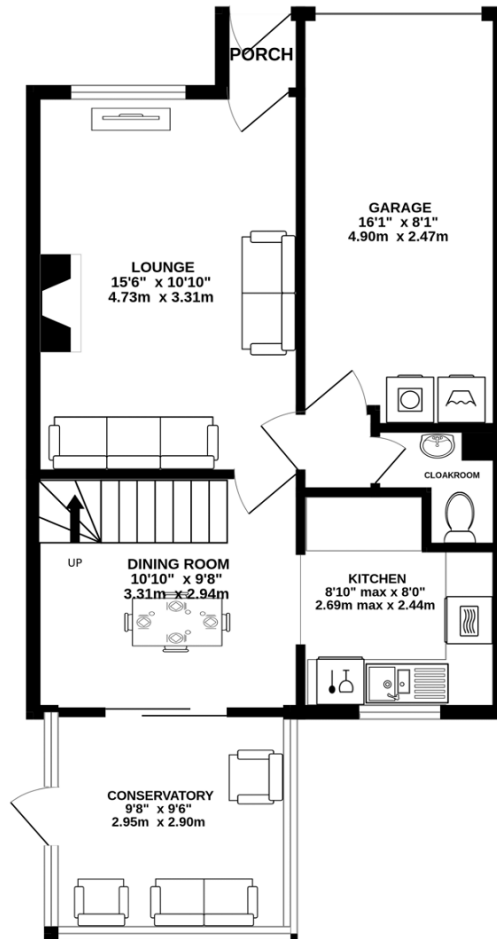 PORCH
GARAGE
16'1" x 8'1"
4.90m x 2.47m
LOUNGE
15'6" x 10'10"
4.73m x 3.31m
CLOAKROOM
UP
DINING ROOM
10'10" x 9'8"
3.31m x 2.94m
KITCHEN
8'10" max x 8'0"
2.69m max x 2.44m
CONSERVATORY
9'8" x 9'6"
2.95m x 2.90m